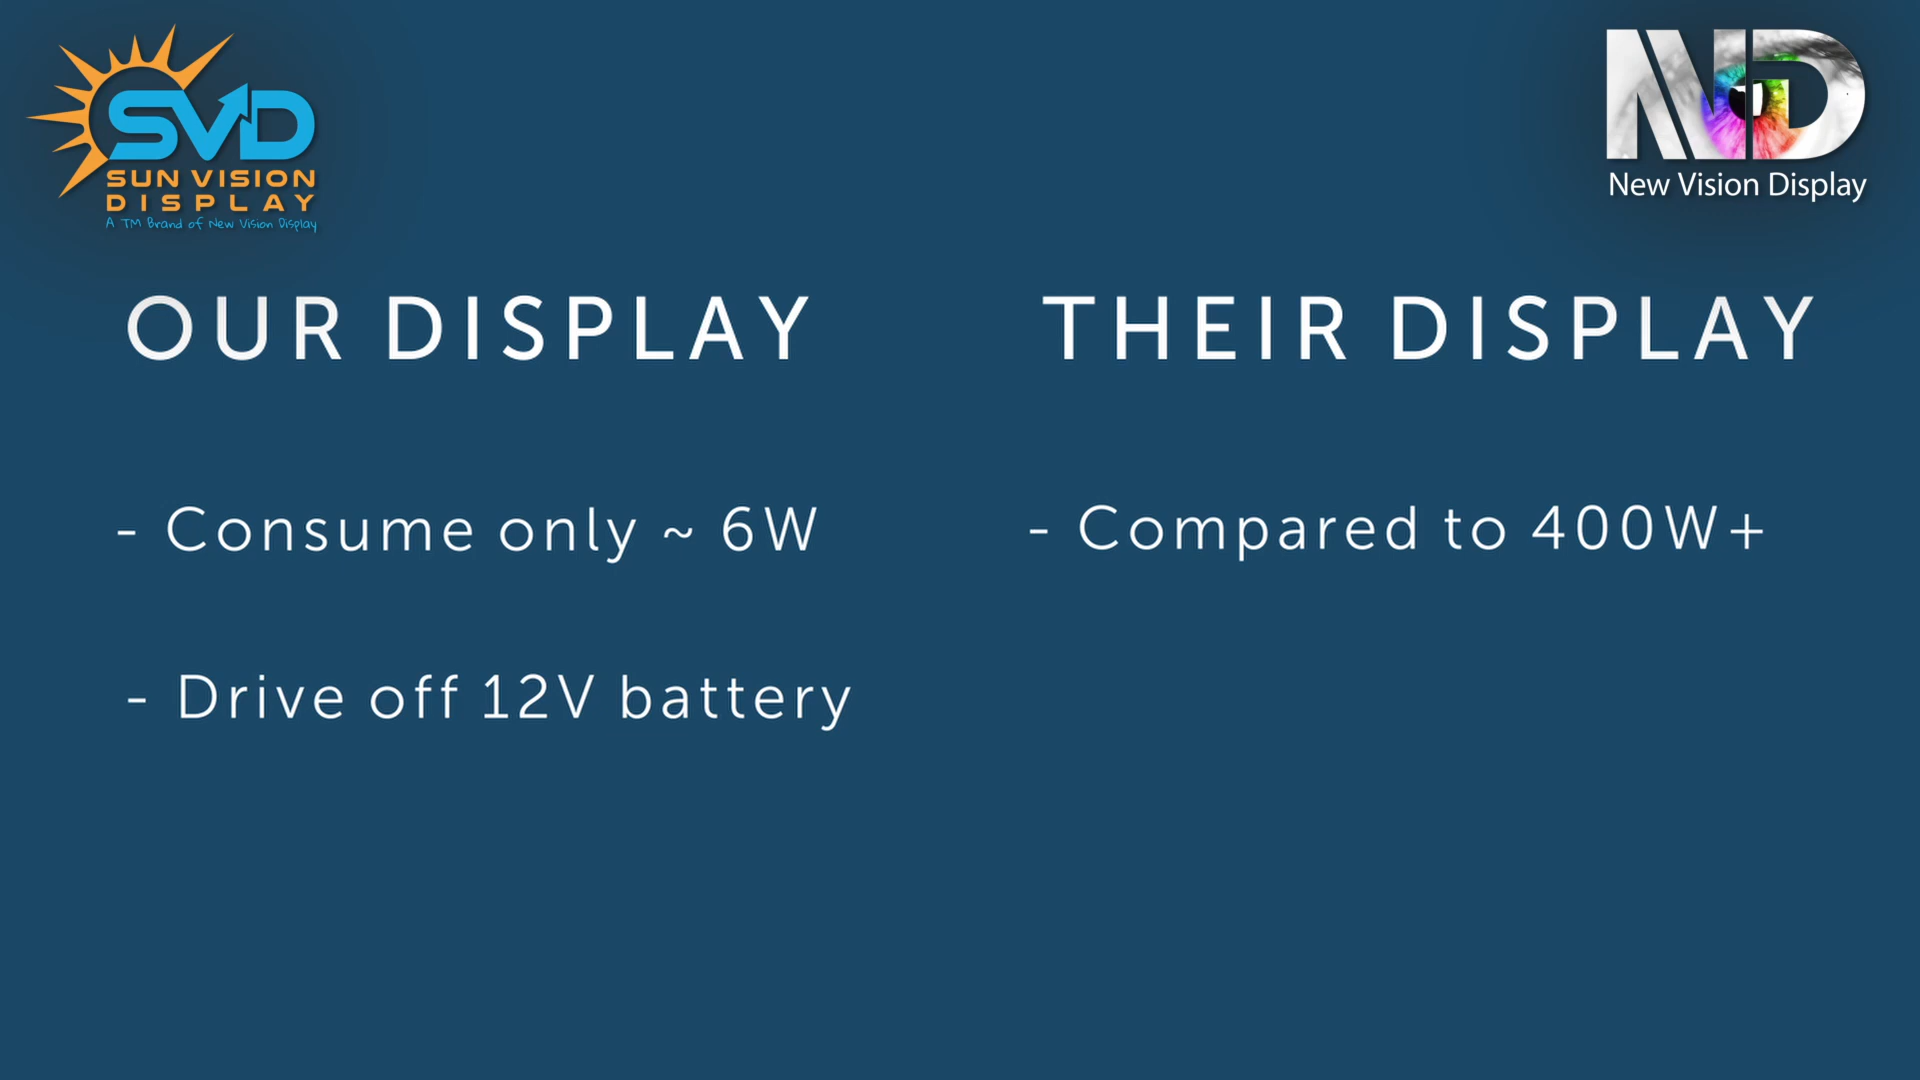 SVD
SUN VISION
DISPLAY
A TM Brand of New Vision Display
NVD
New Vision Display
OUR DISPLAY
THEIR DISPLAY
- Consume only ~ 6W
- Compared to 400W+
- Drive off 12V battery